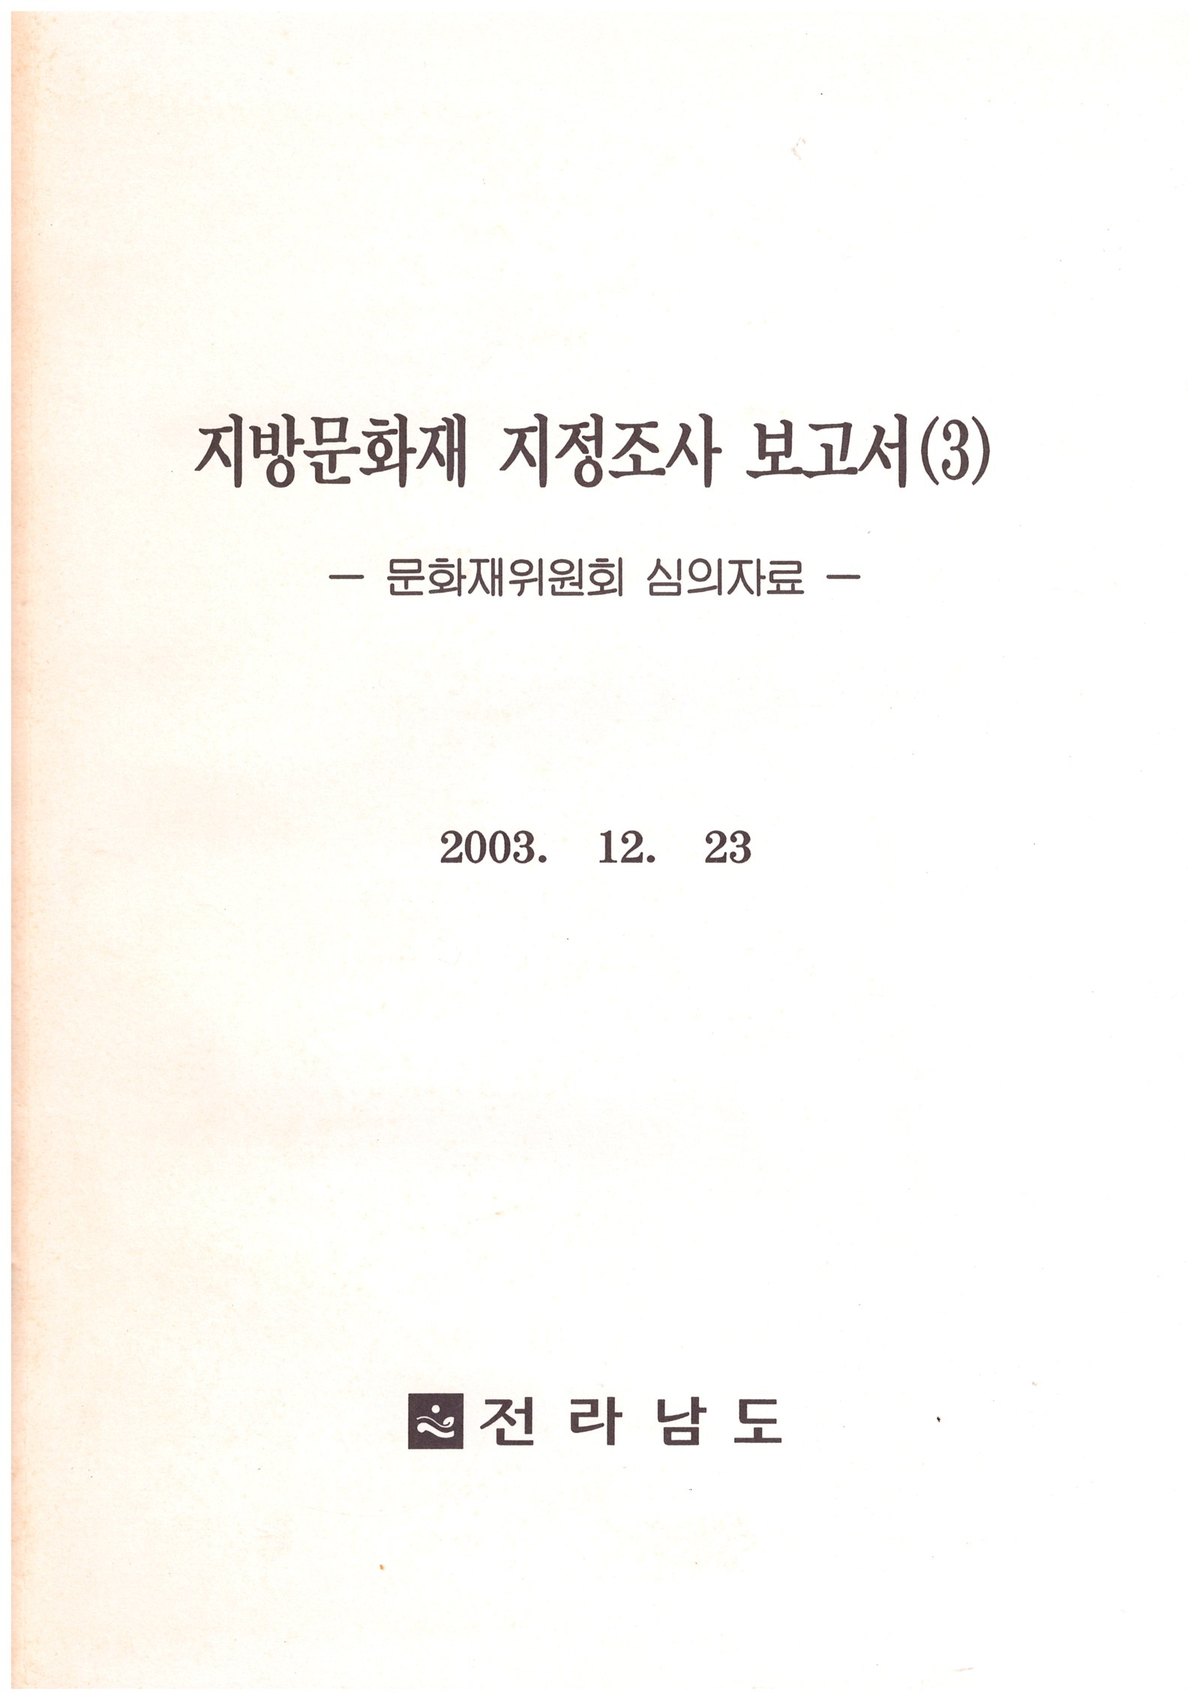 지방문화재 지정조사 보고서(3)
- 문화재위원회 심의자료 -
2003. 12. 23
전라남도